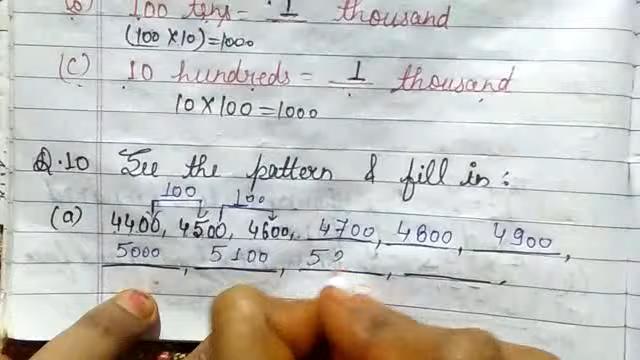 (b) 100 tens = 1 thousand
(100 × 10) = 1000
(c) 10 hundreds = 1 thousand
10 × 100 = 1000
Q.10 See the pattern & fill in :
100 100
(a) 4400, 4500, 4600, 4700, 4800, 4900,
5000, 5100, 52